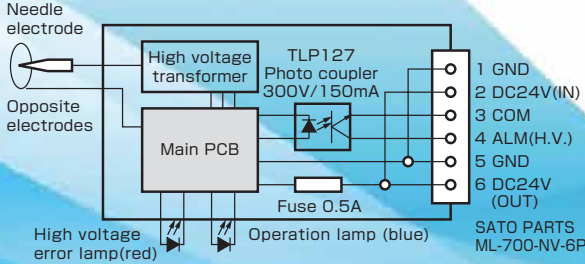 Needle
electrode
Opposite
electrodes
High voltage
transformer
TLP127
Photo coupler
300V/150mA
Main PCB
Fuse 0.5A
1 GND
2 DC24V(IN)
3 COM
4 ALM(H.V.)
5 GND
6 DC24V
(OUT)
High voltage
error lamp(red)
Operation lamp (blue)
SATO PARTS
ML-700-NV-6P